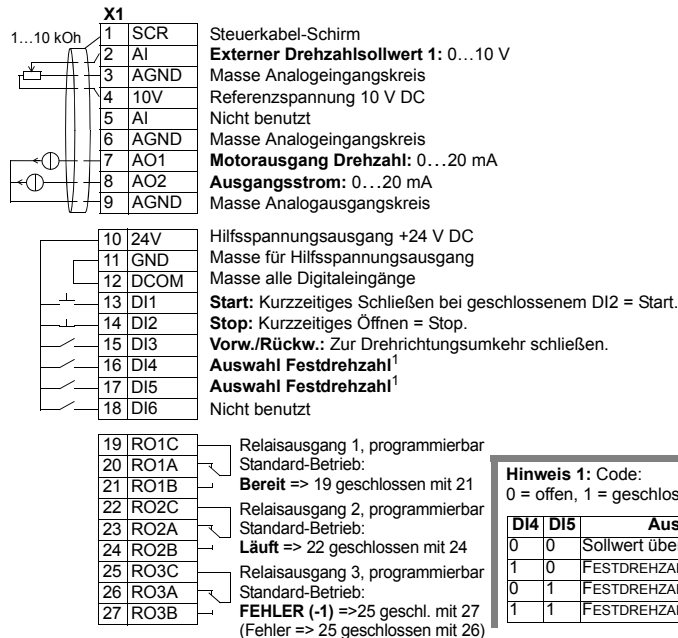 X1
1…10 kOh
1 SCR Steuerkabel-Schirm
2 AI Externer Drehzahlsollwert 1: 0…10 V
3 AGND Masse Analogeingangskreis
4 10V Referenzspannung 10 V DC
5 AI Nicht benutzt
6 AGND Masse Analogeingangskreis
7 AO1 Motorausgang Drehzahl: 0…20 mA
8 AO2 Ausgangsstrom: 0…20 mA
9 AGND Masse Analogausgangskreis
10 24V Hilfsspannungsausgang +24 V DC
11 GND Masse für Hilfsspannungsausgang
12 DCOM Masse alle Digitaleingänge
13 DI1 Start: Kurzzeitiges Schließen bei geschlossenem DI2 = Start.
14 DI2 Stop: Kurzzeitiges Öffnen = Stop.
15 DI3 Vorw./Rückw.: Zur Drehrichtungsumkehr schließen.
16 DI4 Auswahl Festdrehzahl¹
17 DI5 Auswahl Festdrehzahl¹
18 DI6 Nicht benutzt
19 RO1C Relaisausgang 1, programmierbar
20 RO1A Standard-Betrieb:
21 RO1B Bereit => 19 geschlossen mit 21
22 RO2C Relaisausgang 2, programmierbar
23 RO2A Standard-Betrieb:
24 RO2B Läuft => 22 geschlossen mit 24
25 RO3C Relaisausgang 3, programmierbar
26 RO3A Standard-Betrieb:
27 RO3B FEHLER (-1) =>25 geschl. mit 27
(Fehler => 25 geschlossen mit 26)
Hinweis 1: Code:
0 = offen, 1 = geschlos
DI4 DI5 Aus
0 0 Sollwert übe
1 0 FESTDREHZA
0 1 FESTDREHZA
1 1 FESTDREHZA